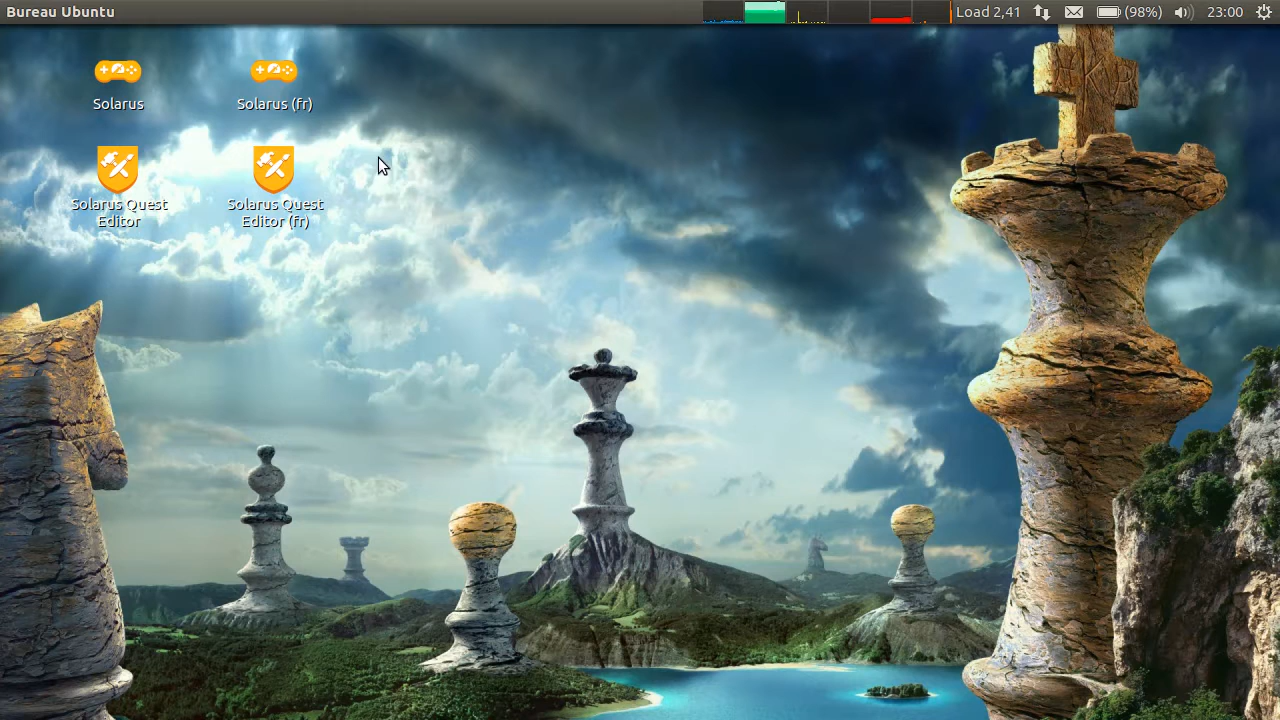 Bureau Ubuntu
Load 2,41
(98%)
23:00
Solarus
Solarus (fr)
Solarus Quest
Editor
Solarus Quest
Editor (fr)